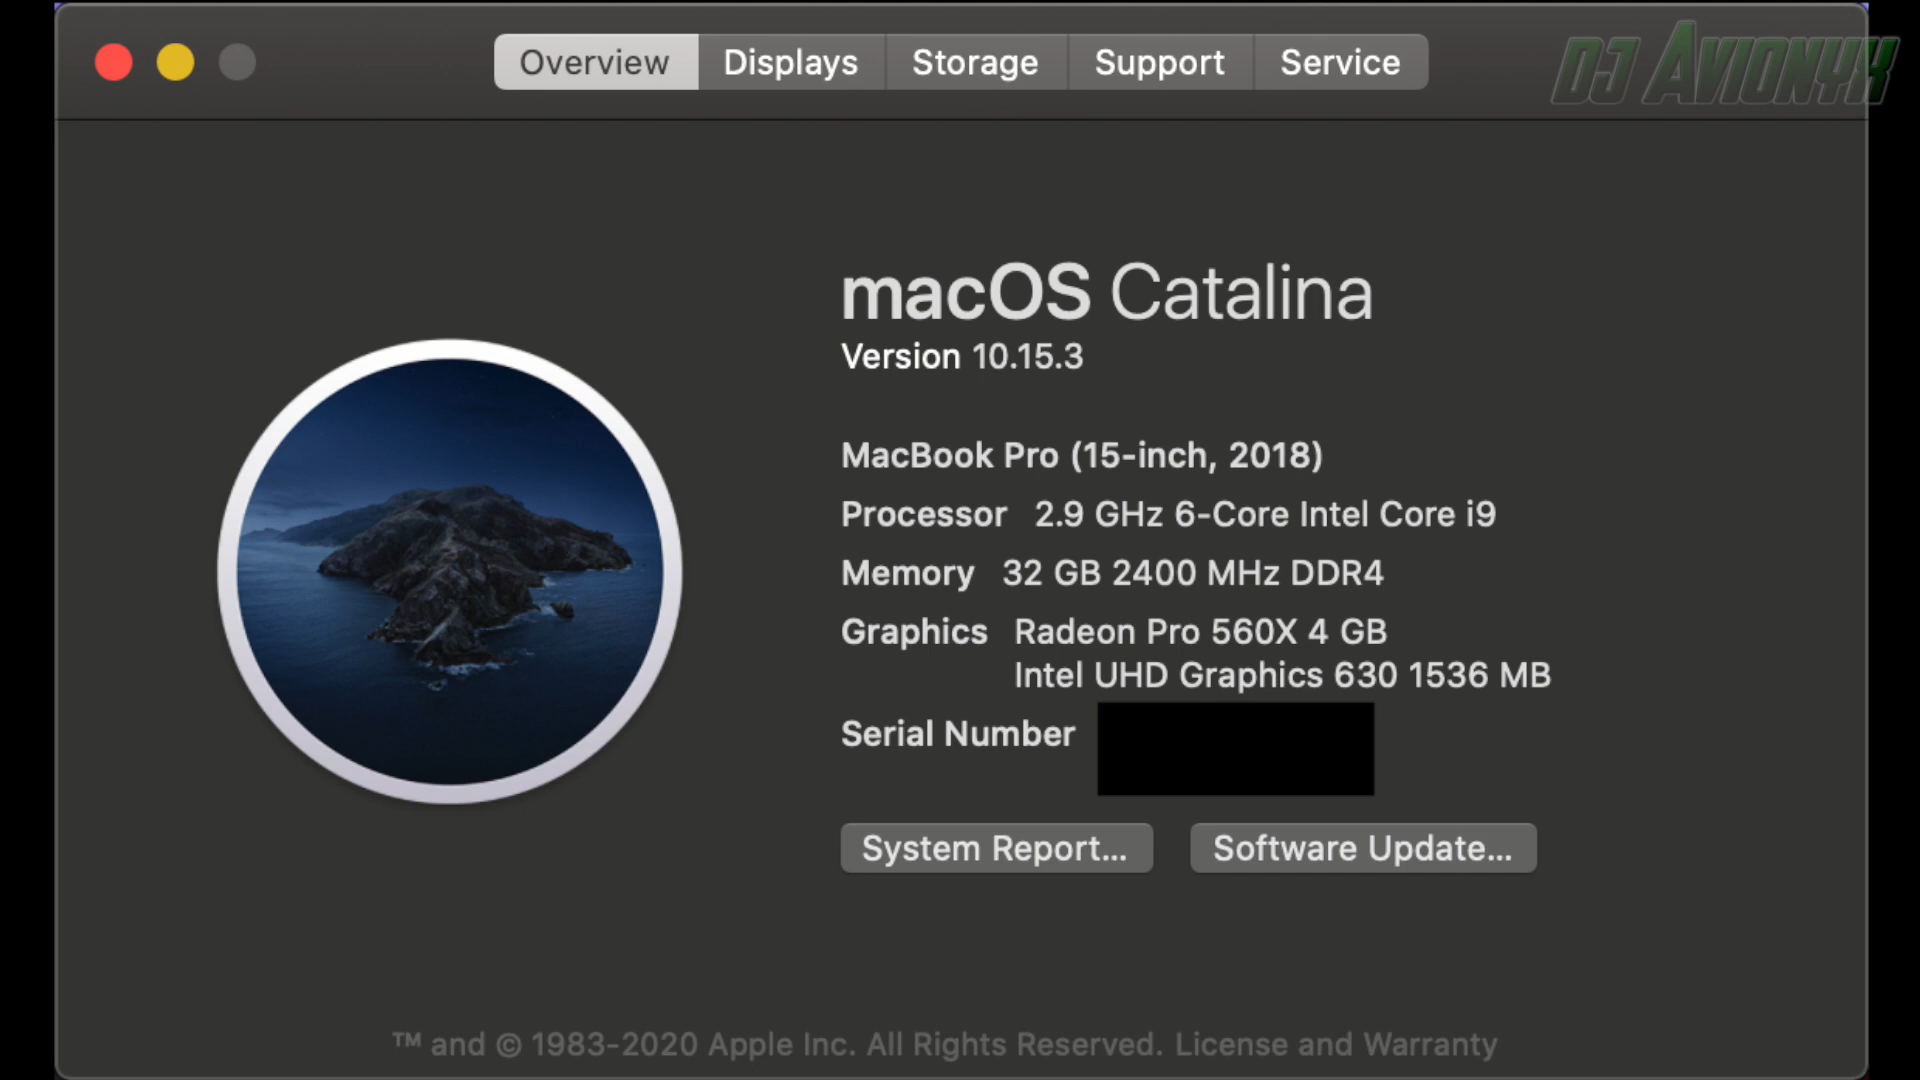 Overview Displays Storage Support Service
DJ Avionyx
macOS Catalina
Version 10.15.3
MacBook Pro (15-inch, 2018)
Processor 2.9 GHz 6-Core Intel Core i9
Memory 32 GB 2400 MHz DDR4
Graphics Radeon Pro 560X 4 GB
Intel UHD Graphics 630 1536 MB
Serial Number
System Report... Software Update...
™ and © 1983-2020 Apple Inc. All Rights Reserved. License and Warranty